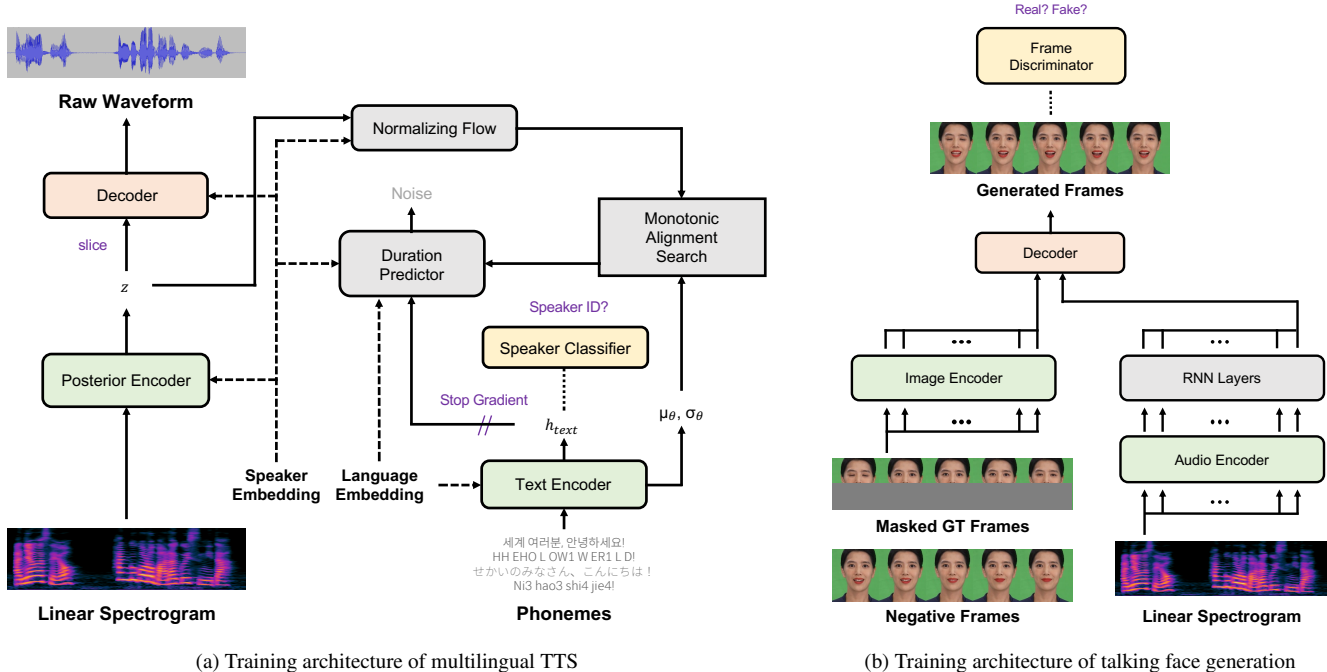 Raw Waveform
Decoder
slice
z
Posterior Encoder
Linear Spectrogram
Speaker
Embedding
Language
Embedding
Normalizing Flow
Noise
Duration
Predictor
Monotonic
Alignment
Search
Speaker ID?
Speaker Classifier
Stop Gradient
h_text
μ_θ, σ_θ
Text Encoder
세계 여러분, 안녕하세요!
HH EH0 L OW1 W ER1 L D!
せかいのみなさん、こんにちは!
Ni3 hao3 shi4 jie4!
Phonemes
(a) Training architecture of multilingual TTS
Real? Fake?
Frame
Discriminator
Generated Frames
Decoder
•••
Image Encoder
•••
Masked GT Frames
Negative Frames
•••
RNN Layers
•••
Audio Encoder
•••
Linear Spectrogram
(b) Training architecture of talking face generation